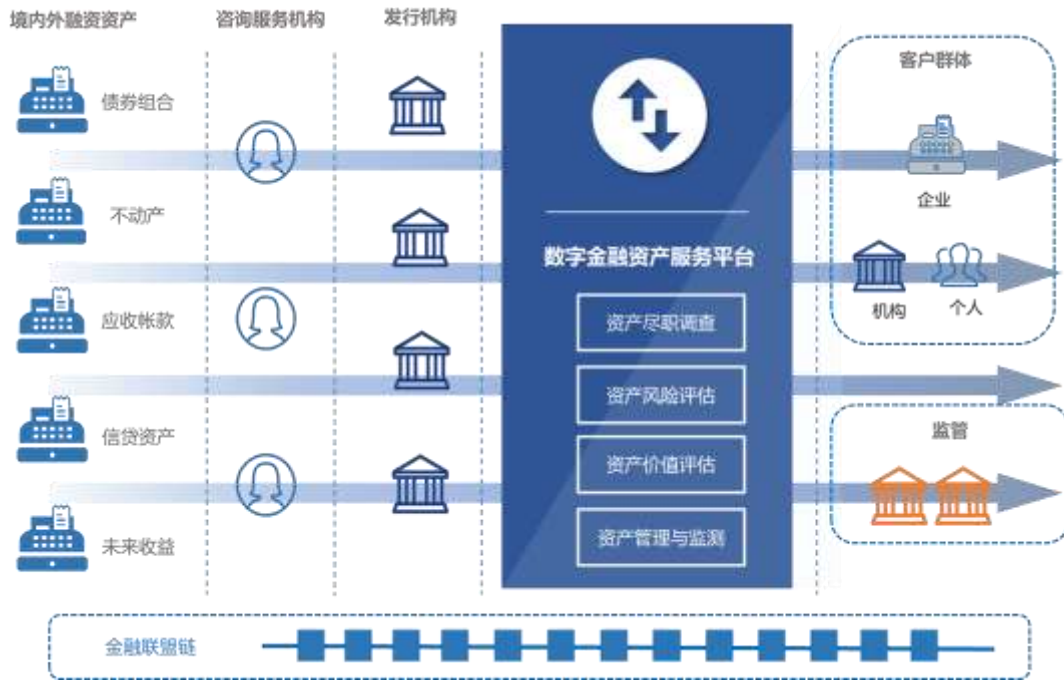 境内外融资资产
咨询服务机构
发行机构
客户群体
债券组合
不动产
应收帐款
信贷资产
未来收益
数字金融资产服务平台
资产尽职调查
资产风险评估
资产价值评估
资产管理与监测
企业
机构
个人
监管
金融联盟链